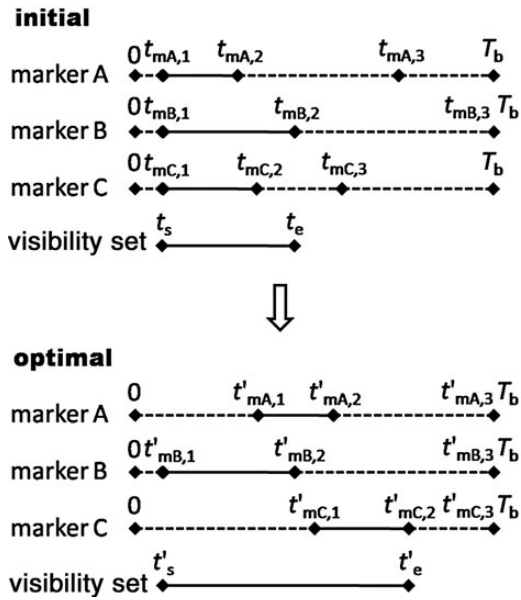 initial
0 tmA,1 tmA,2 tmA,3 Tb
marker A
0 tmB,1 tmB,2 tmB,3 Tb
marker B
0 tmC,1 tmC,2 tmC,3 Tb
marker C
ts te
visibility set
optimal
0 t'mA,1 t'mA,2 t'mA,3 Tb
marker A
0 t'mB,1 t'mB,2 t'mB,3 Tb
marker B
0 t'mC,1 t'mC,2 t'mC,3 Tb
marker C
t's t'e
visibility set